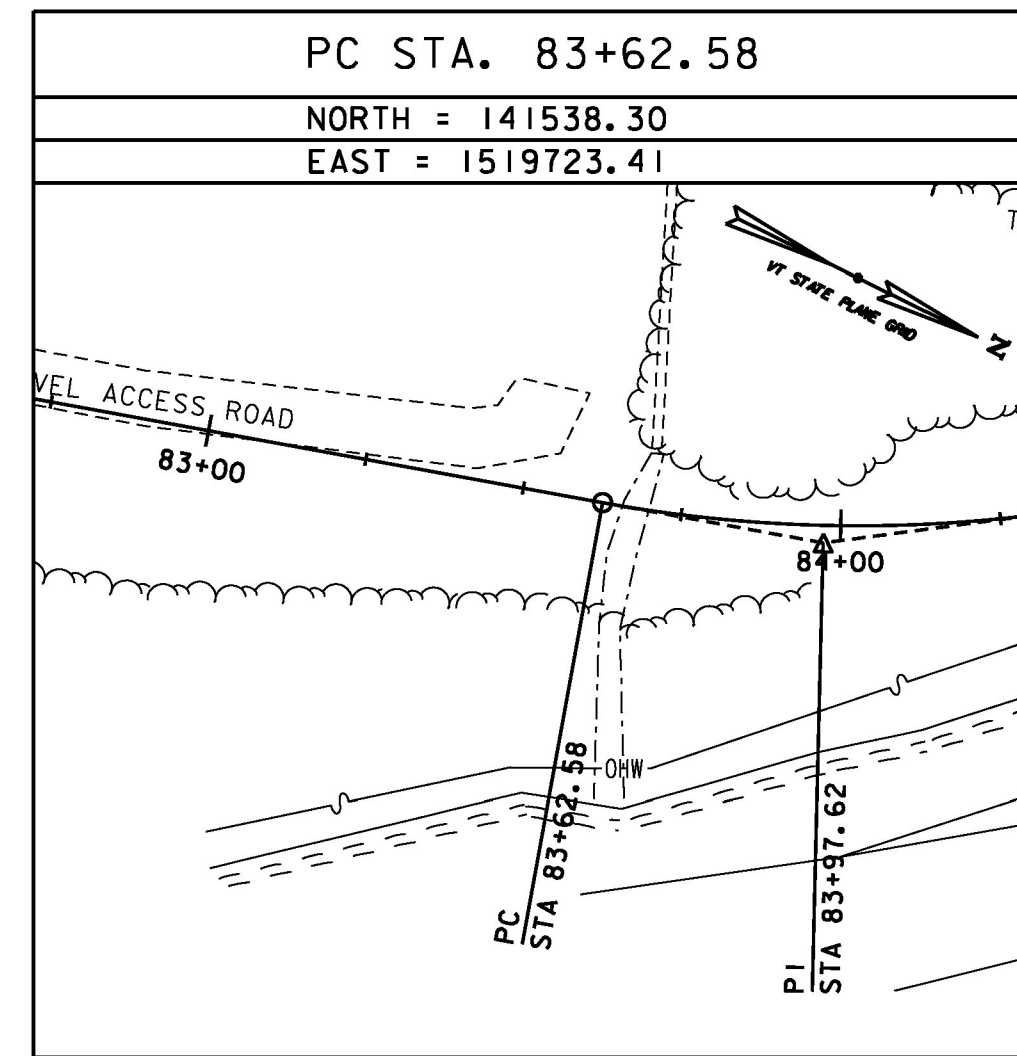 PC STA. 83+62.58
NORTH = 141538.30
EAST = 1519723.41
T
VT STATE PLANE GRID
N
VEL ACCESS ROAD
83+00
84+00
OHW
PC
STA 83+62.58
PI
STA 83+97.62